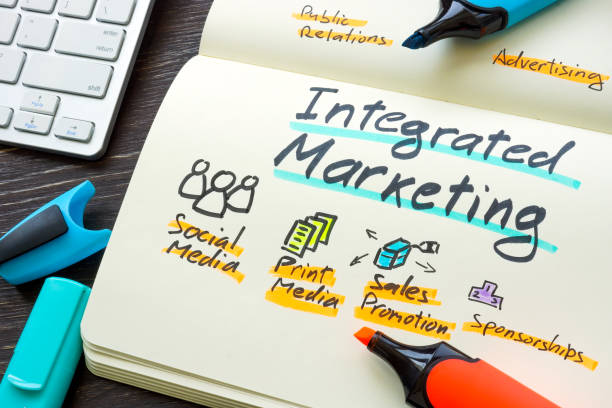 Public
Relations
Advertising
Integrated
Marketing
Social
Media
Print
Media
Sales
Promotion
Sponsorships